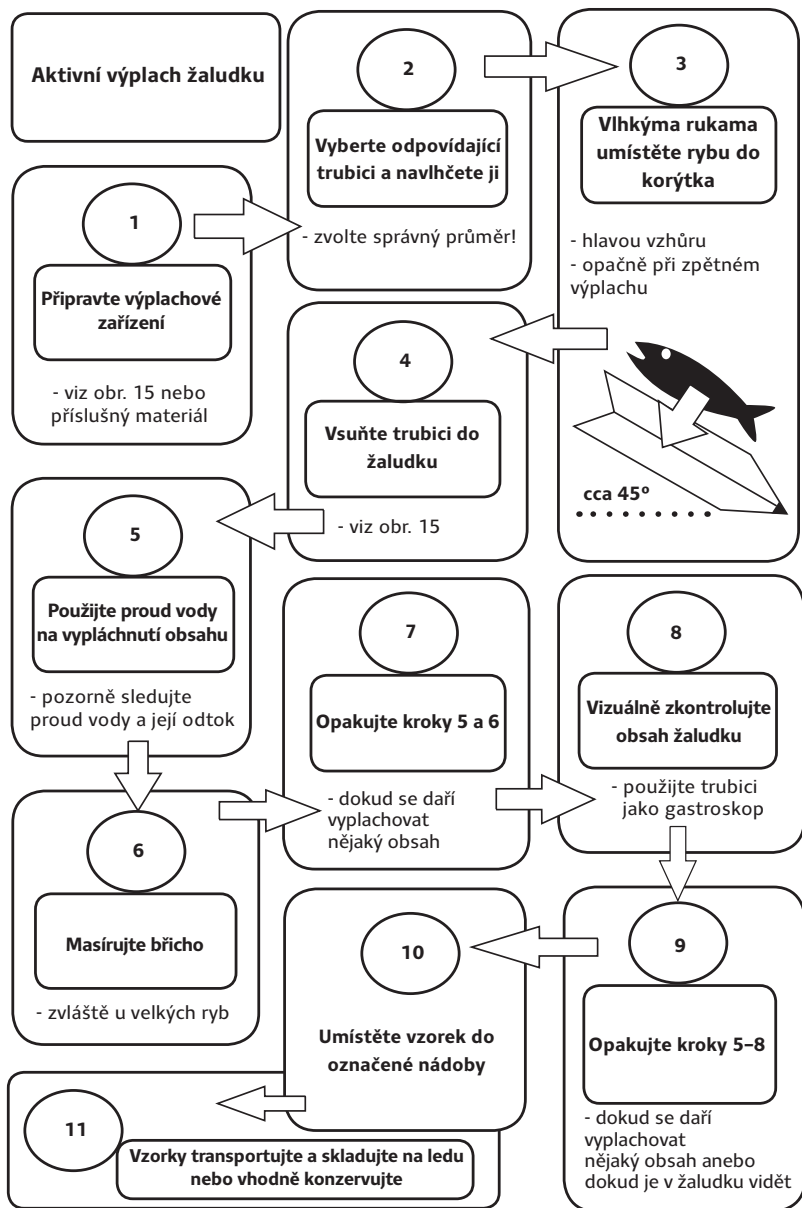 Aktivní výplach žaludku
1
Připravte výplachové
zařízení
- viz obr. 15 nebo
příslušný materiál
2
Vyberte odpovídající
trubici a navlhčete ji
- zvolte správný průměr!
3
Vlhkýma rukama
umístěte rybu do
korýtka
- hlavou vzhůru
- opačně při zpětném
výplachu
cca 45°
4
Vsuňte trubici do
žaludku
- viz obr. 15
5
Použijte proud vody
na vypláchnutí obsahu
- pozorně sledujte
proud vody a její odtok
6
Masírujte břicho
- zvláště u velkých ryb
7
Opakujte kroky 5 a 6
- dokud se daří
vyplachovat
nějaký obsah
8
Vizuálně zkontrolujte
obsah žaludku
- použijte trubici
jako gastroskop
9
Opakujte kroky 5–8
- dokud se daří
vyplachovat
nějaký obsah anebo
dokud je v žaludku vidět
10
Umístěte vzorek do
označené nádoby
11
Vzorky transportujte a skladujte na ledu
nebo vhodně konzervujte